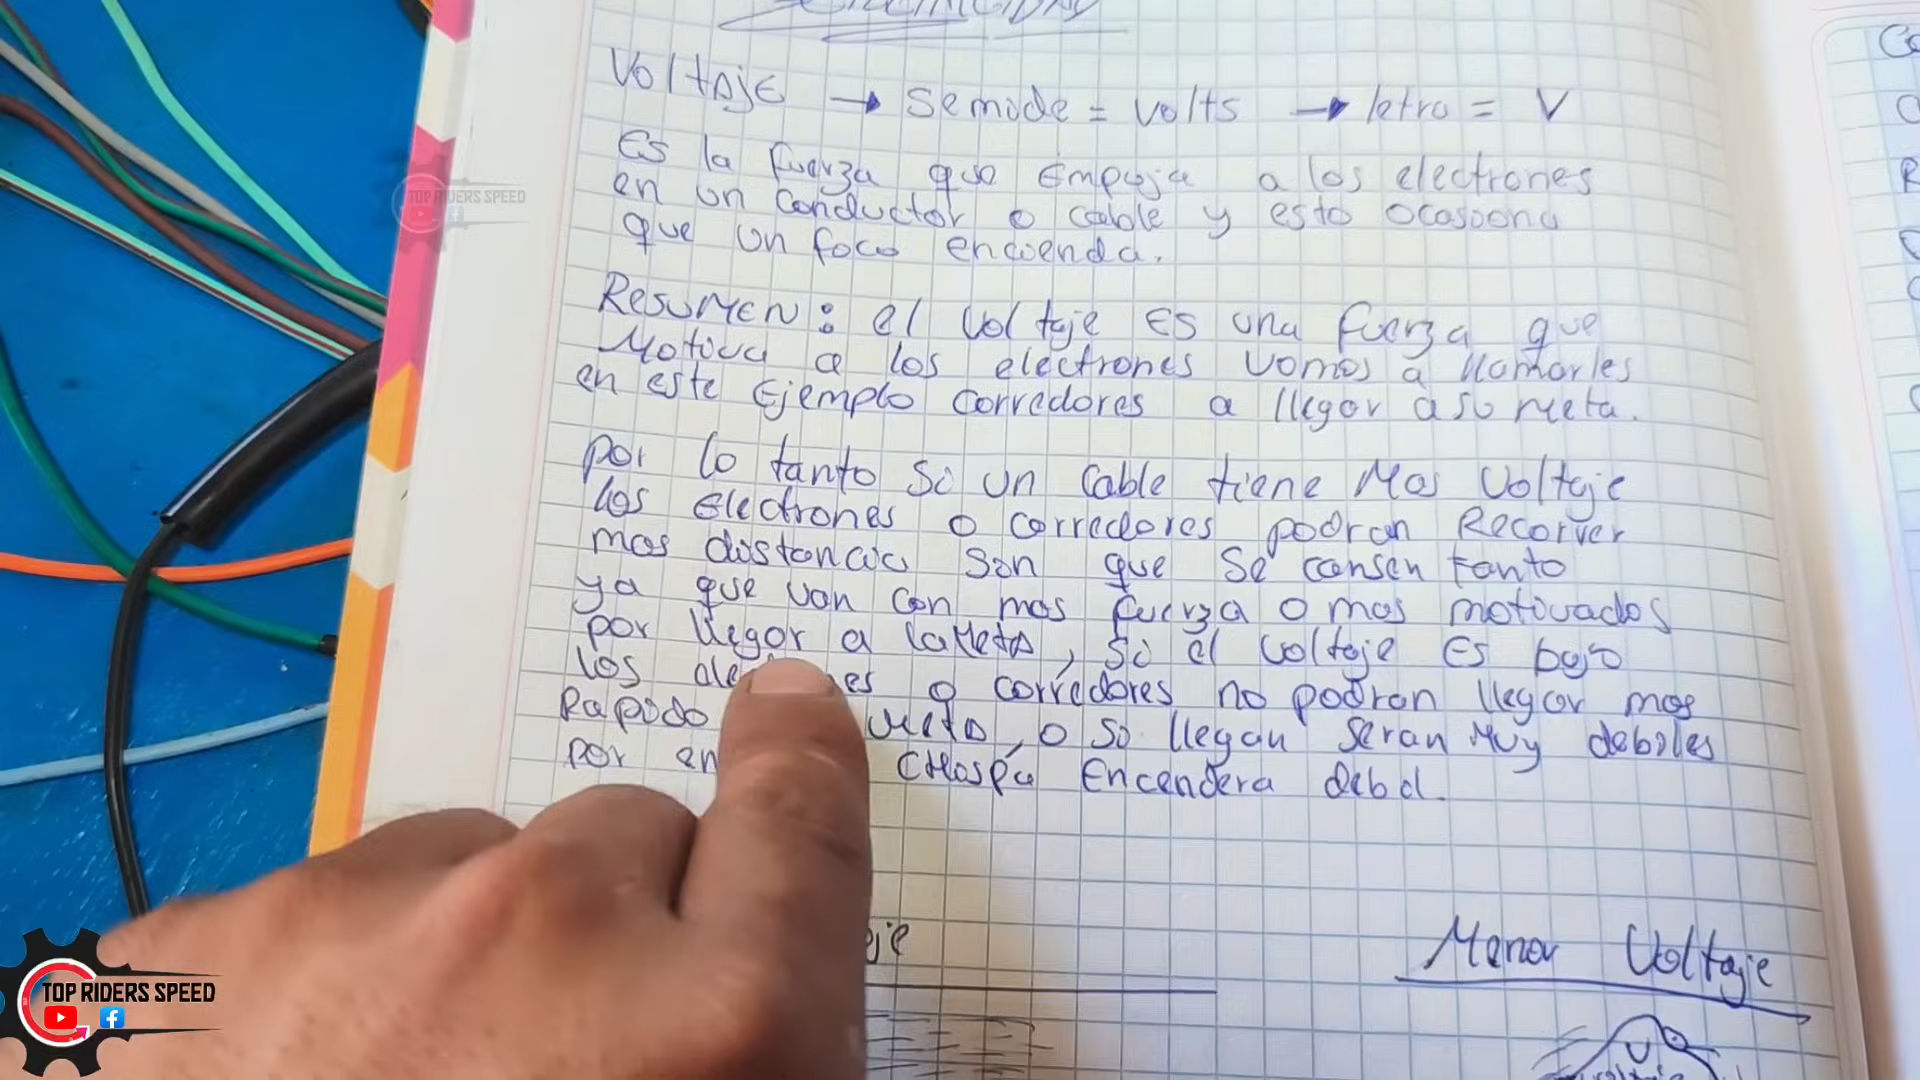 Voltaje → Se mide = Volts → letra = V
Es la fuerza que empuja a los electrones
en un conductor o cable y esto ocasiona
que un foco encienda.
Resumen: el Voltaje es una fuerza que
Motiva a los electrones vamos a llamarles
en este Ejemplo corredores a llegar a su meta.
por lo tanto si un cable tiene Mas Voltaje
los Electrones o corredores podran Recorrer
mas distancia sin que se cansen tanto
ya que van con mas fuerza o mas motivados
por llegar a la Meta, si el voltaje es bajo
los o corredores no podran llegar mas
Rapido Meta, o si llegan seran Muy debiles
por CHispa Encendera debil.
Menor Voltaje
TOP RIDERS SPEED
TOP RIDERS SPEED